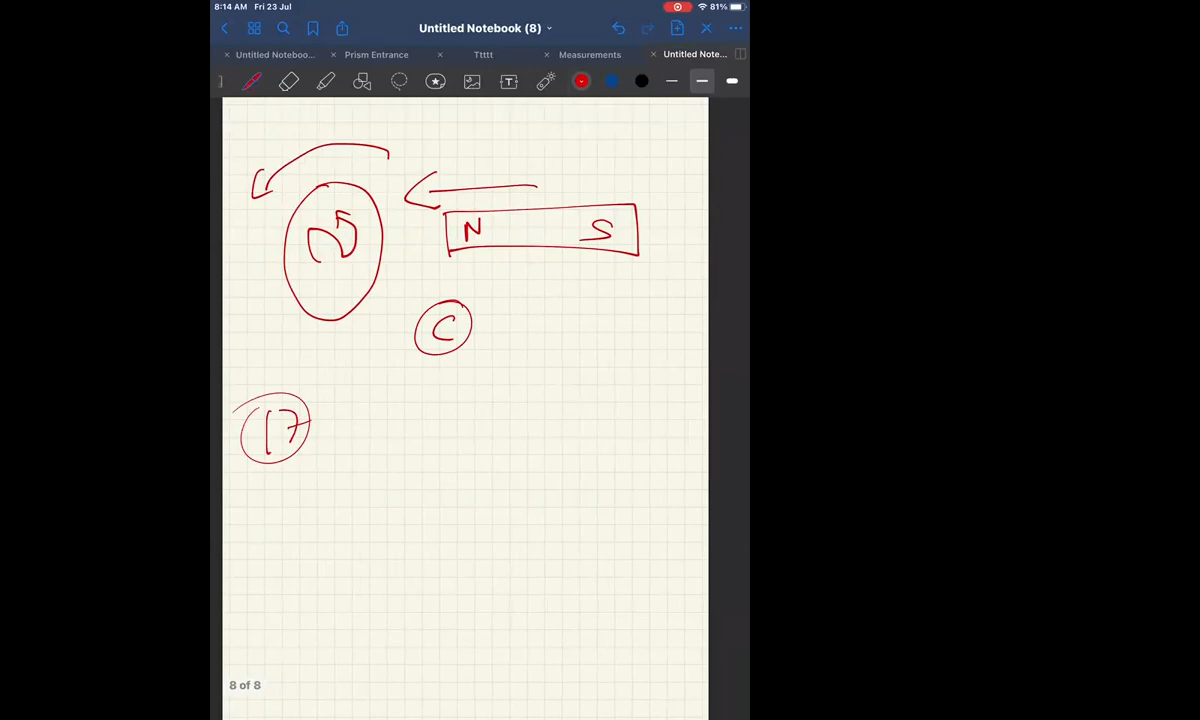 8:14 AM Fri 23 Jul
81%
Untitled Notebook (8)
Untitled Noteboo...
Prism Entrance
Ttttt
Measurements
Untitled Note...
T
N
N S
C
17
8 of 8